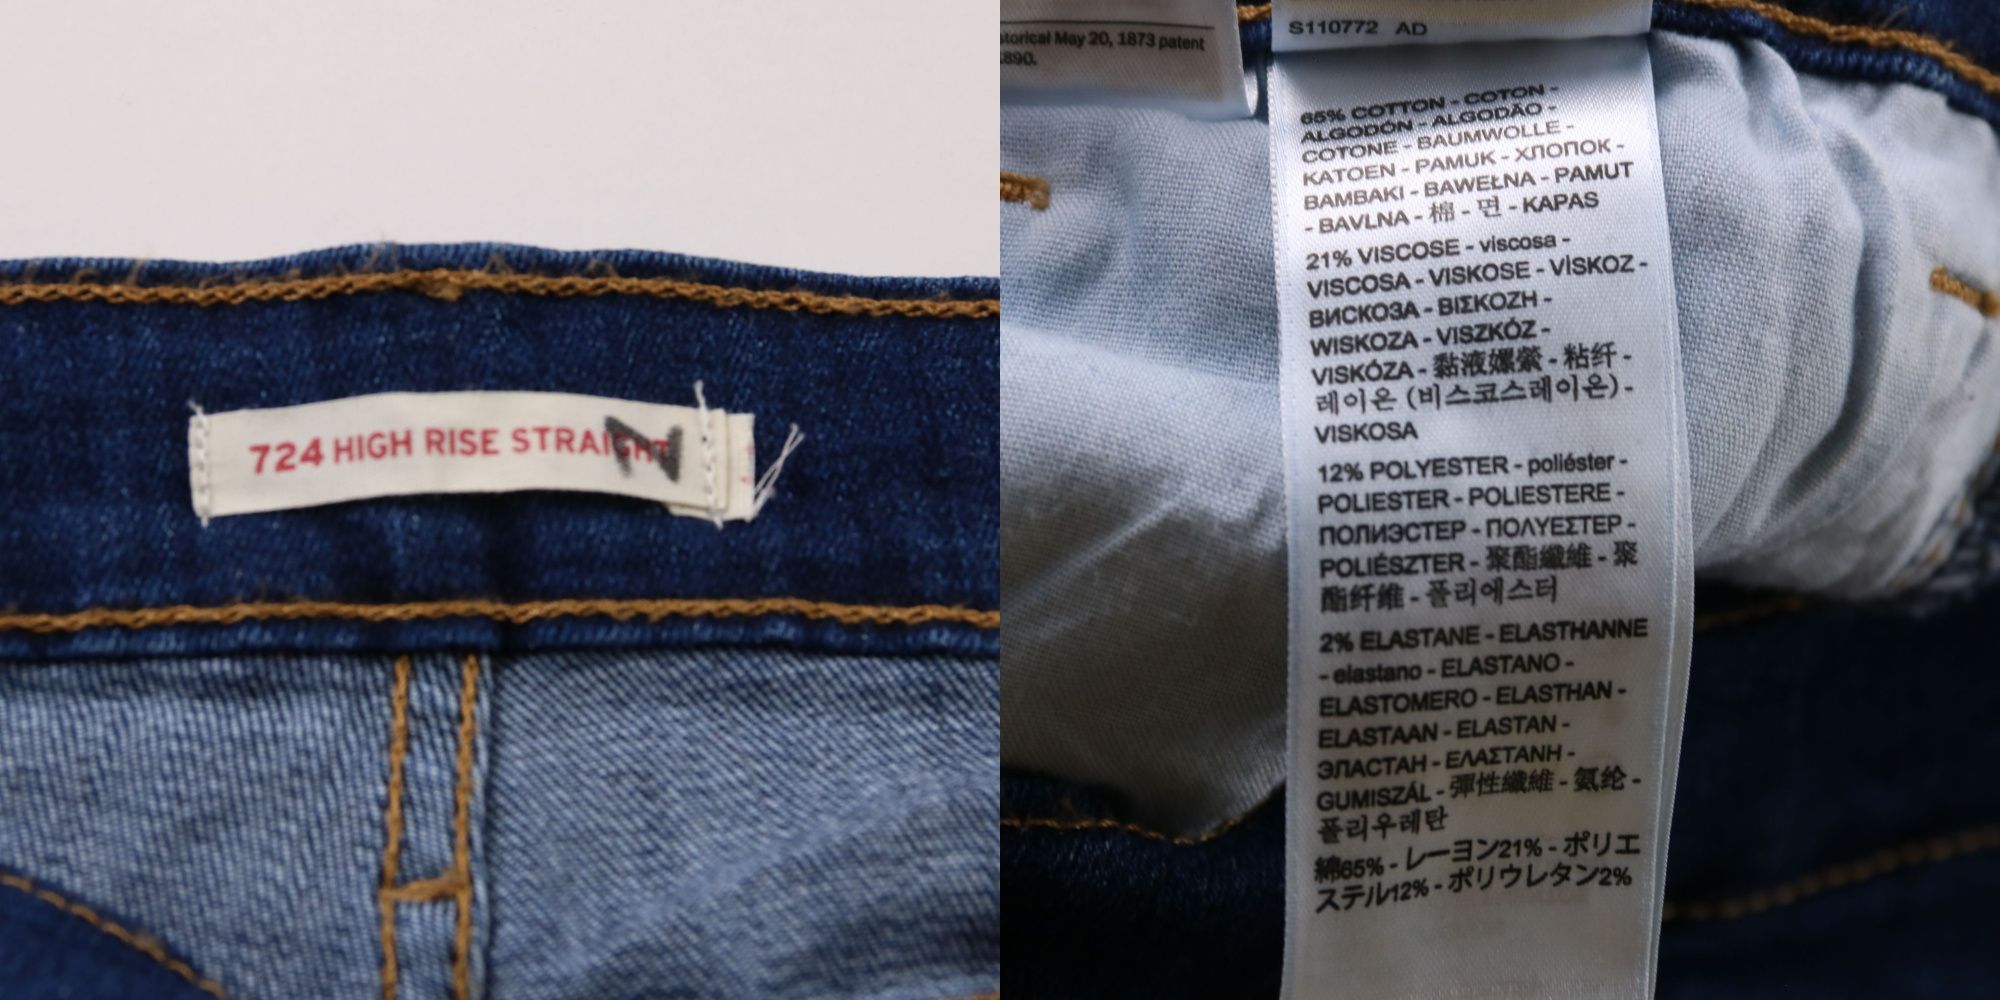 724 HIGH RISE STRAIGHT
storical May 20, 1873 patent
890.
S110772 AD
65% COTTON - COTON -
ALGODÓN - ALGODÃO -
COTONE - BAUMWOLLE -
KATOEN - PAMUK - ХЛОПОК -
BAMBAKI - BAWEŁNA - PAMUT
- BAVLNA - 棉 - 면 - KAPAS
21% VISCOSE - viscosa -
VISCOSA - VISKOSE - VİSKOZ -
ВИСКОЗА - ΒΙΣΚΟΖΗ -
WISKOZA - VISZKÓZ -
VISKÓZA - 黏液嫘縈 - 粘纤 -
레이온 (비스코스레이온) -
VISKOSA
12% POLYESTER - poliéster -
POLIESTER - POLIESTERE -
ПОЛИЭСТЕР - ΠΟΛΥΕΣΤΕΡ -
POLIÉSZTER - 聚酯纖維 - 聚
酯纤维 - 폴리에스터
2% ELASTANE - ELASTHANNE
- elastano - ELASTANO -
ELASTOMERO - ELASTHAN -
ELASTAAN - ELASTAN -
ЭЛАСТАН - ΕΛΑΣΤΑΝΗ -
GUMISZÁL - 彈性纖維 - 氨纶 -
폴리우레탄
綿65% - レーヨン21% - ポリエ
ステル12% - ポリウレタン2%